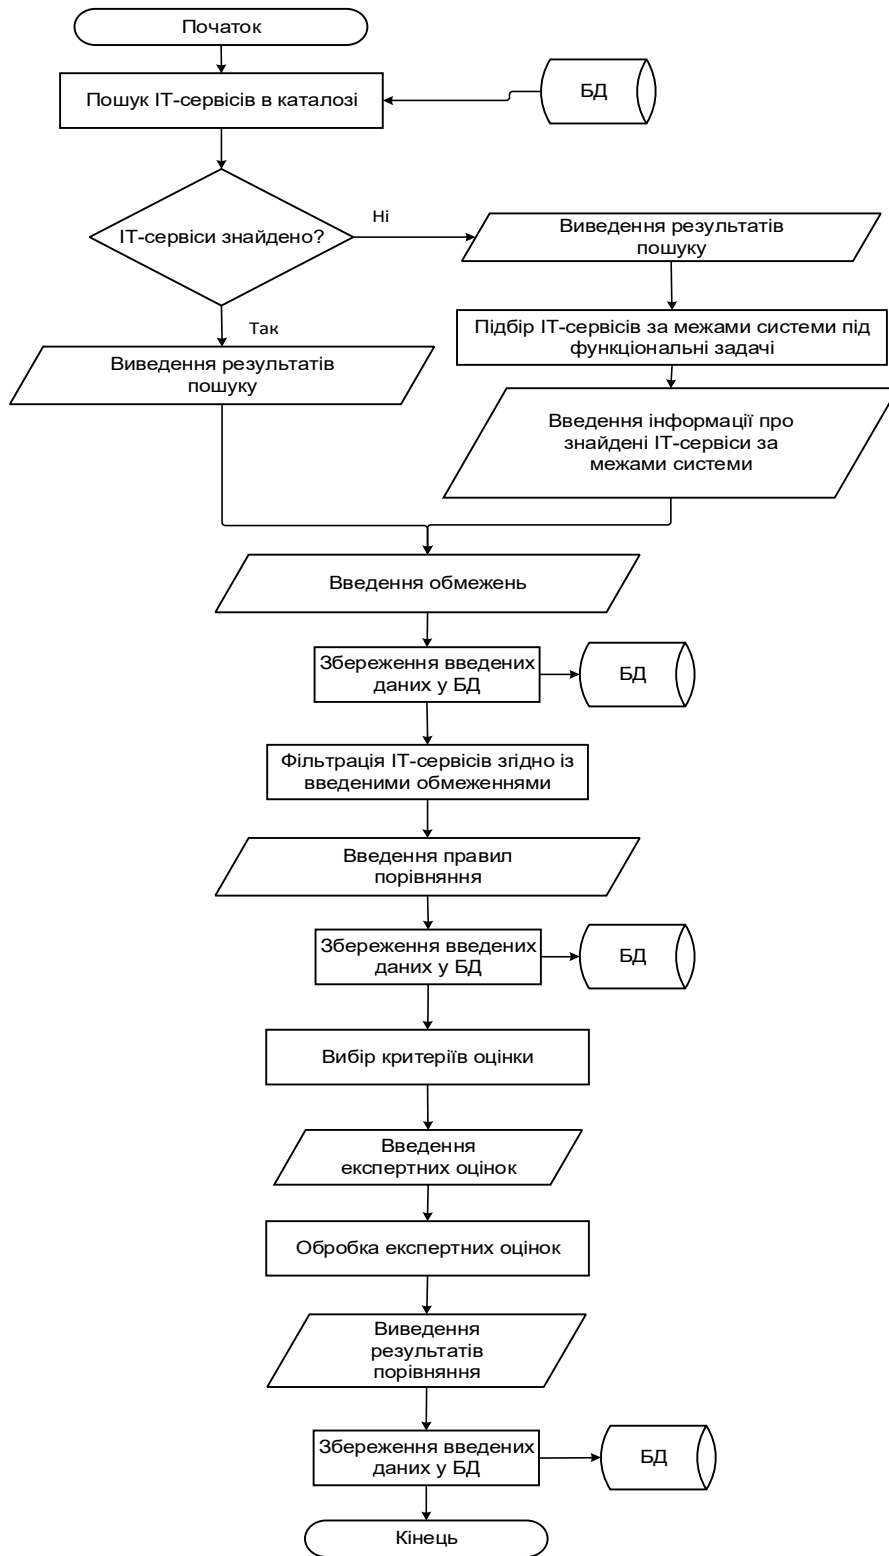 Початок
Пошук ІТ-сервісів в каталозі
БД
ІТ-сервіси знайдено?
Ні
Виведення результатів
пошуку
Так
Підбір ІТ-сервісів за межами системи під
функціональні задачі
Виведення результатів
пошуку
Введення інформації про
знайдені ІТ-сервіси за
межами системи
Введення обмежень
Збереження введених
даних у БД
БД
Фільтрація ІТ-сервісів згідно із
введеними обмеженнями
Введення правил
порівняння
Збереження введених
даних у БД
БД
Вибір критеріїв оцінки
Введення
експертних оцінок
Обробка експертних оцінок
Виведення
результатів
порівняння
Збереження введених
даних у БД
БД
Кінець